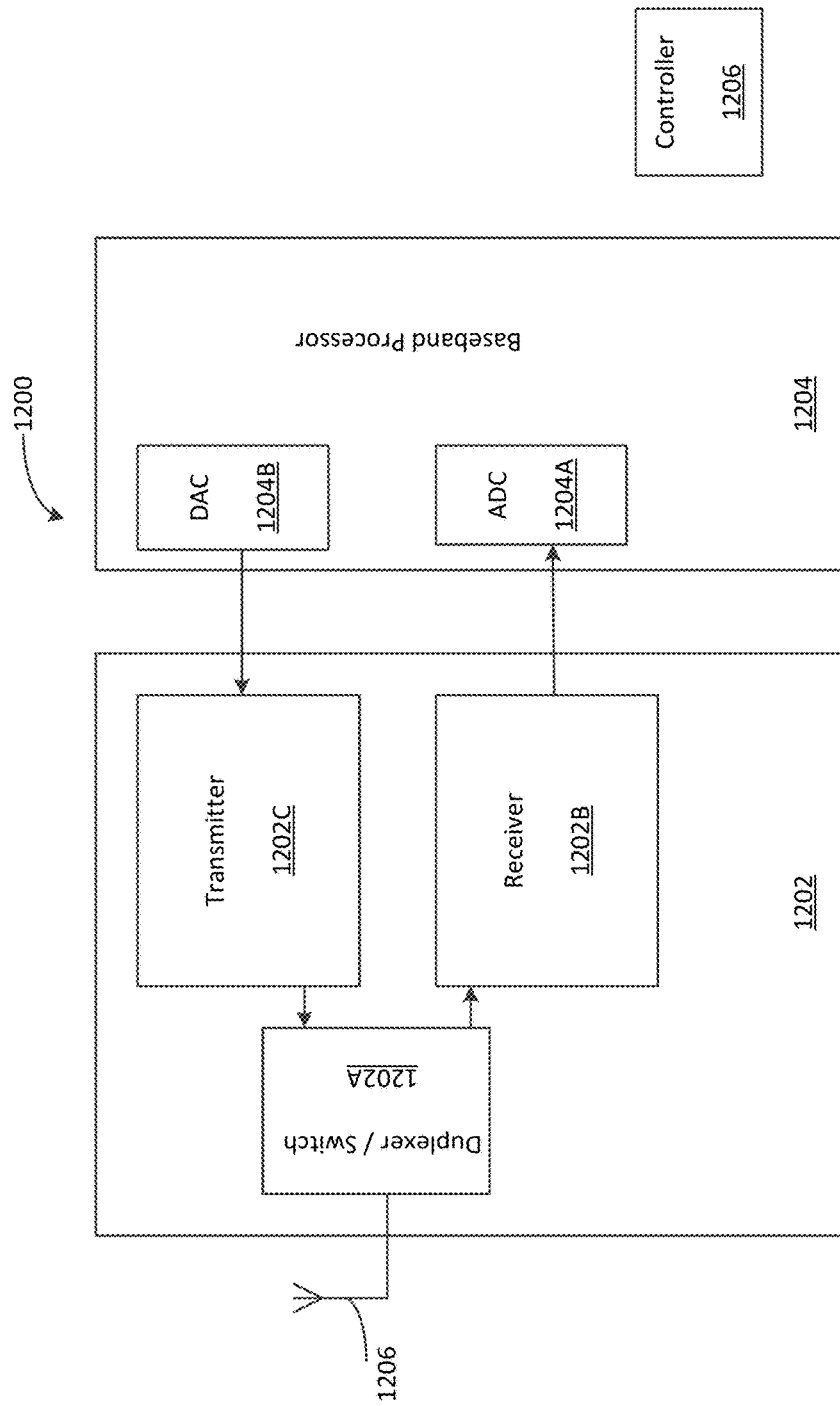 1200
Transmitter
1202C
DAC
1204B
Duplexer / Switch
1202A
Baseband Processor
Receiver
1202B
ADC
1204A
1206
1202
1204
Controller
1206